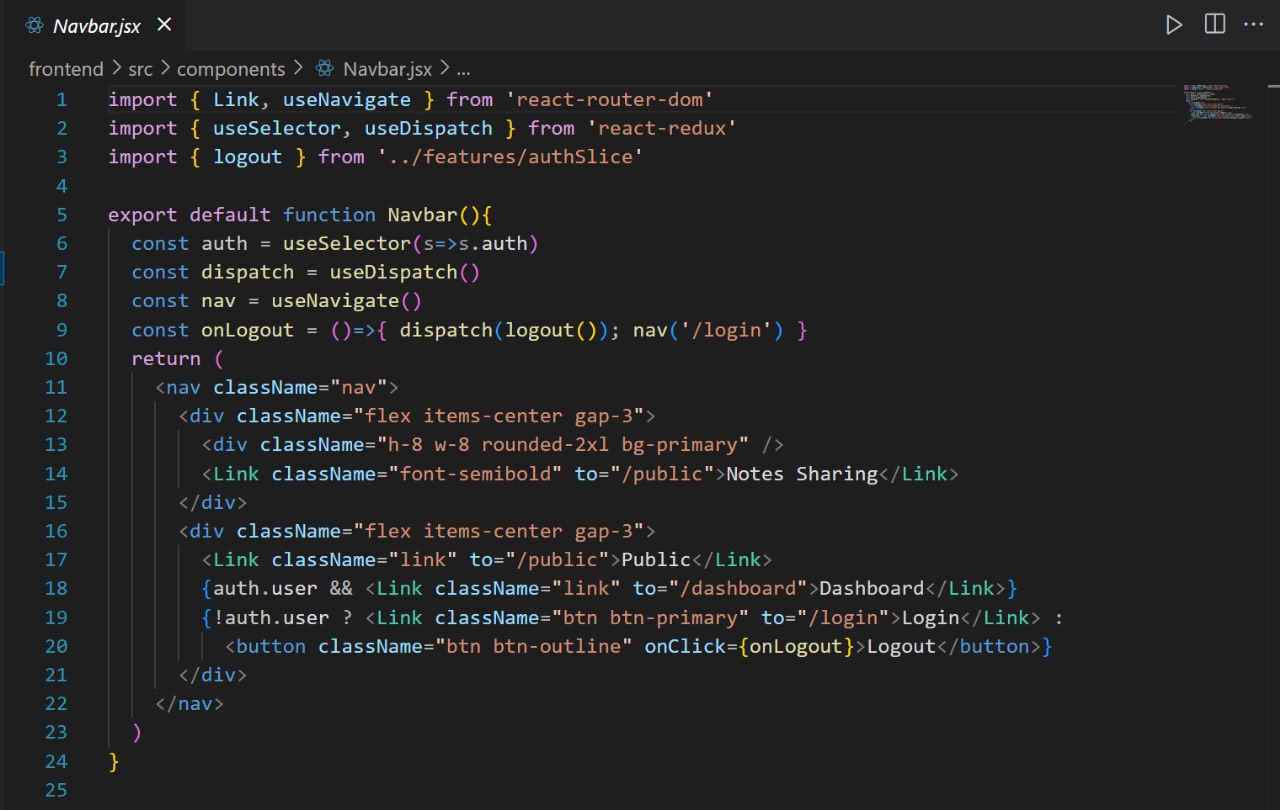 Navbar.jsx
frontend > src > components > Navbar.jsx > ...
1 import { Link, useNavigate } from 'react-router-dom'
2 import { useSelector, useDispatch } from 'react-redux'
3 import { logout } from '../features/authSlice'
4
5 export default function Navbar(){
6   const auth = useSelector(s=>s.auth)
7   const dispatch = useDispatch()
8   const nav = useNavigate()
9   const onLogout = ()=>{ dispatch(logout()); nav('/login') }
10   return (
11     <nav className="nav">
12       <div className="flex items-center gap-3">
13         <div className="h-8 w-8 rounded-2xl bg-primary" />
14         <Link className="font-semibold" to="/public">Notes Sharing</Link>
15       </div>
16       <div className="flex items-center gap-3">
17         <Link className="link" to="/public">Public</Link>
18         {auth.user && <Link className="link" to="/dashboard">Dashboard</Link>}
19         {!auth.user ? <Link className="btn btn-primary" to="/login">Login</Link> :
20           <button className="btn btn-outline" onClick={onLogout}>Logout</button>}
21       </div>
22     </nav>
23   )
24 }
25